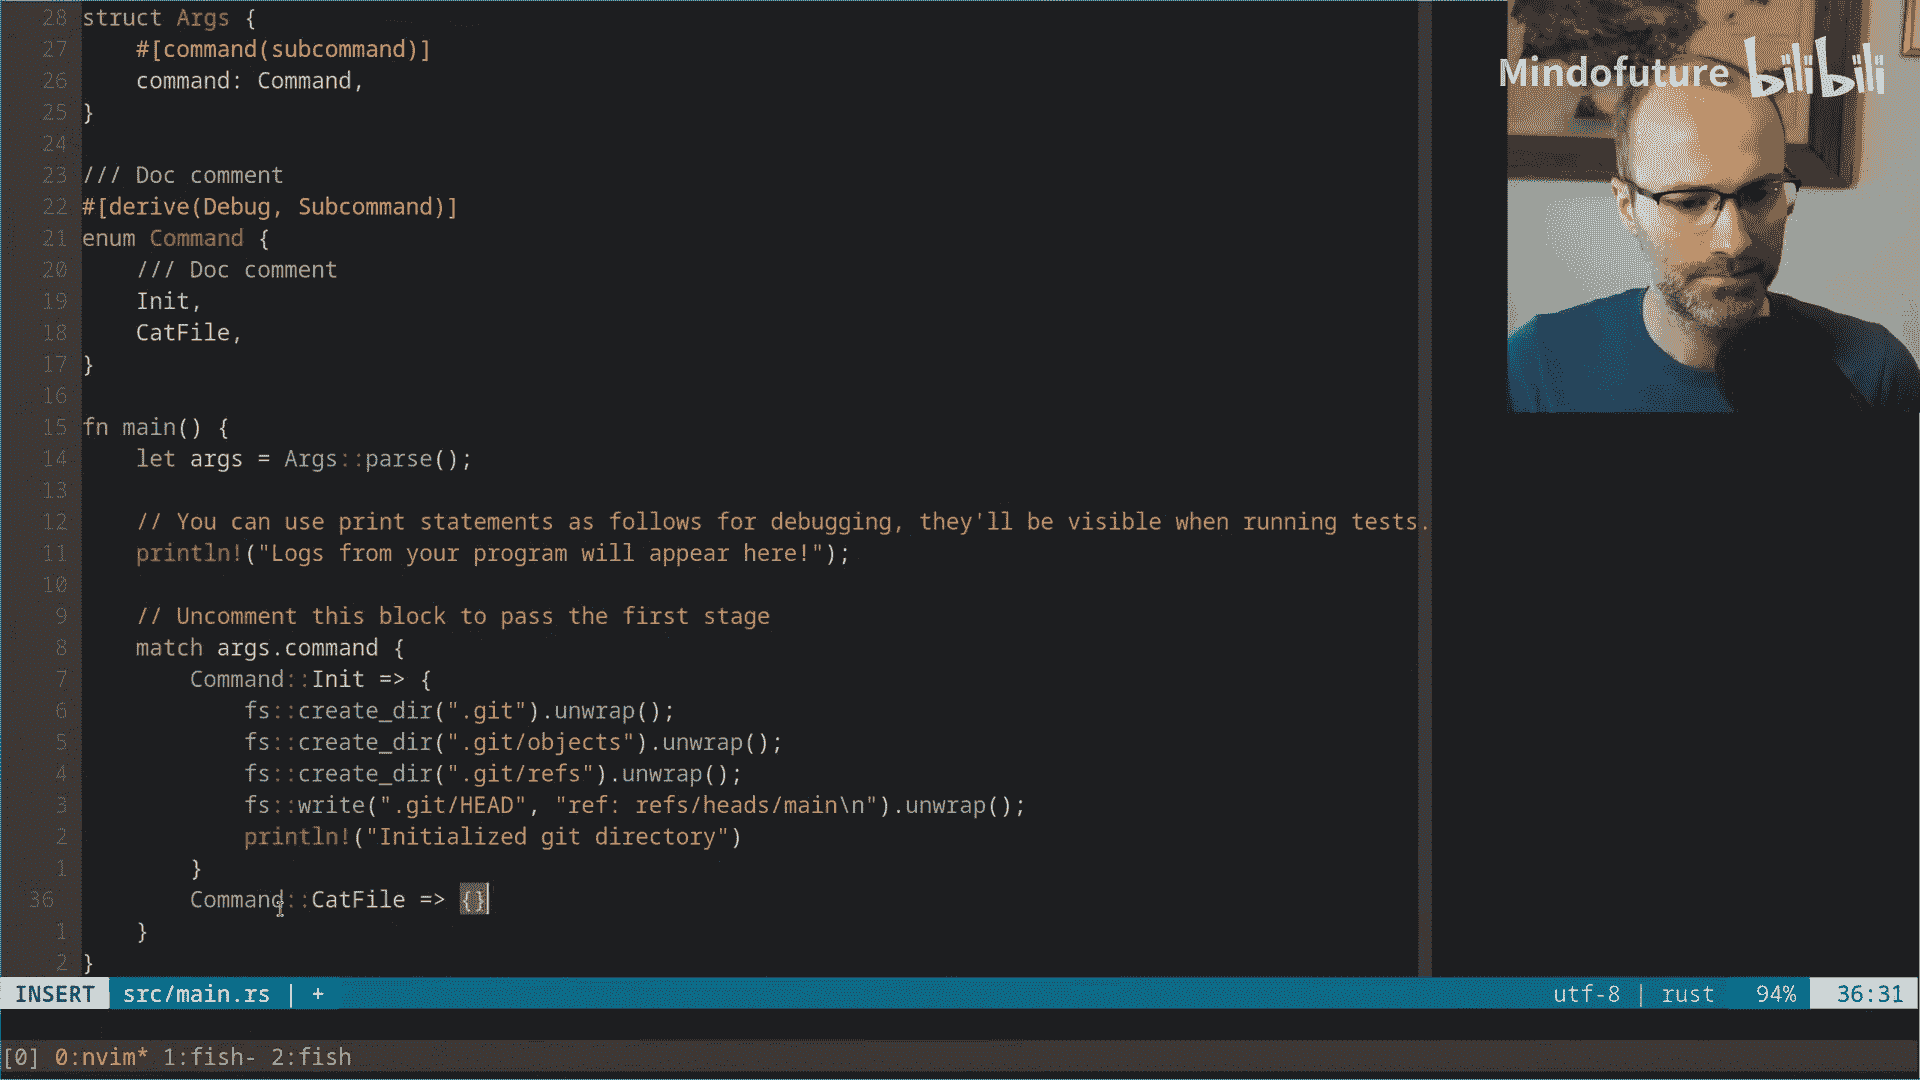 28 struct Args {
27 #[command(subcommand)]
26 command: Command,
25 }
24
23 /// Doc comment
22 #[derive(Debug, Subcommand)]
21 enum Command {
20 /// Doc comment
19 Init,
18 CatFile,
17 }
16
15 fn main() {
14 let args = Args::parse();
13
12 // You can use print statements as follows for debugging, they'll be visible when running tests.
11 println!("Logs from your program will appear here!");
10
9 // Uncomment this block to pass the first stage
8 match args.command {
7 Command::Init => {
6 fs::create_dir(".git").unwrap();
5 fs::create_dir(".git/objects").unwrap();
4 fs::create_dir(".git/refs").unwrap();
3 fs::write(".git/HEAD", "ref: refs/heads/main\n").unwrap();
2 println!("Initialized git directory")
1 }
36 Command::CatFile => {}
1 }
2 }
INSERT src/main.rs | + utf-8 | rust 94% 36:31
[0] 0:nvim* 1:fish- 2:fish
Mindofuture bilibili